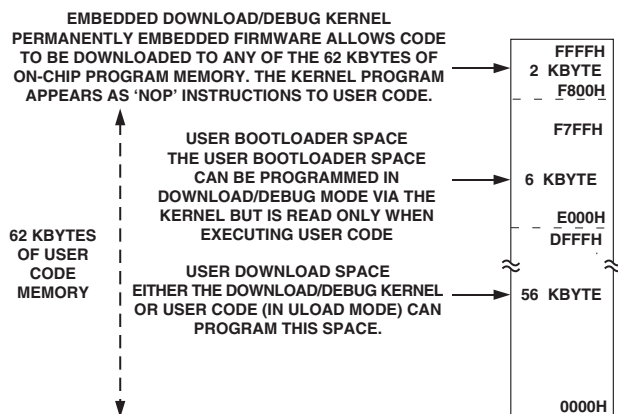 EMBEDDED DOWNLOAD/DEBUG KERNEL
PERMANENTLY EMBEDDED FIRMWARE ALLOWS CODE
TO BE DOWNLOADED TO ANY OF THE 62 KBYTES OF
ON-CHIP PROGRAM MEMORY. THE KERNEL PROGRAM
APPEARS AS ‘NOP’ INSTRUCTIONS TO USER CODE.
FFFFH
2 KBYTE
F800H
USER BOOTLOADER SPACE
THE USER BOOTLOADER SPACE
CAN BE PROGRAMMED IN
DOWNLOAD/DEBUG MODE VIA THE
KERNEL BUT IS READ ONLY WHEN
EXECUTING USER CODE
F7FFH
6 KBYTE
E000H
62 KBYTES
OF USER
CODE
MEMORY
USER DOWNLOAD SPACE
EITHER THE DOWNLOAD/DEBUG KERNEL
OR USER CODE (IN ULOAD MODE) CAN
PROGRAM THIS SPACE.
DFFFH
56 KBYTE
0000H